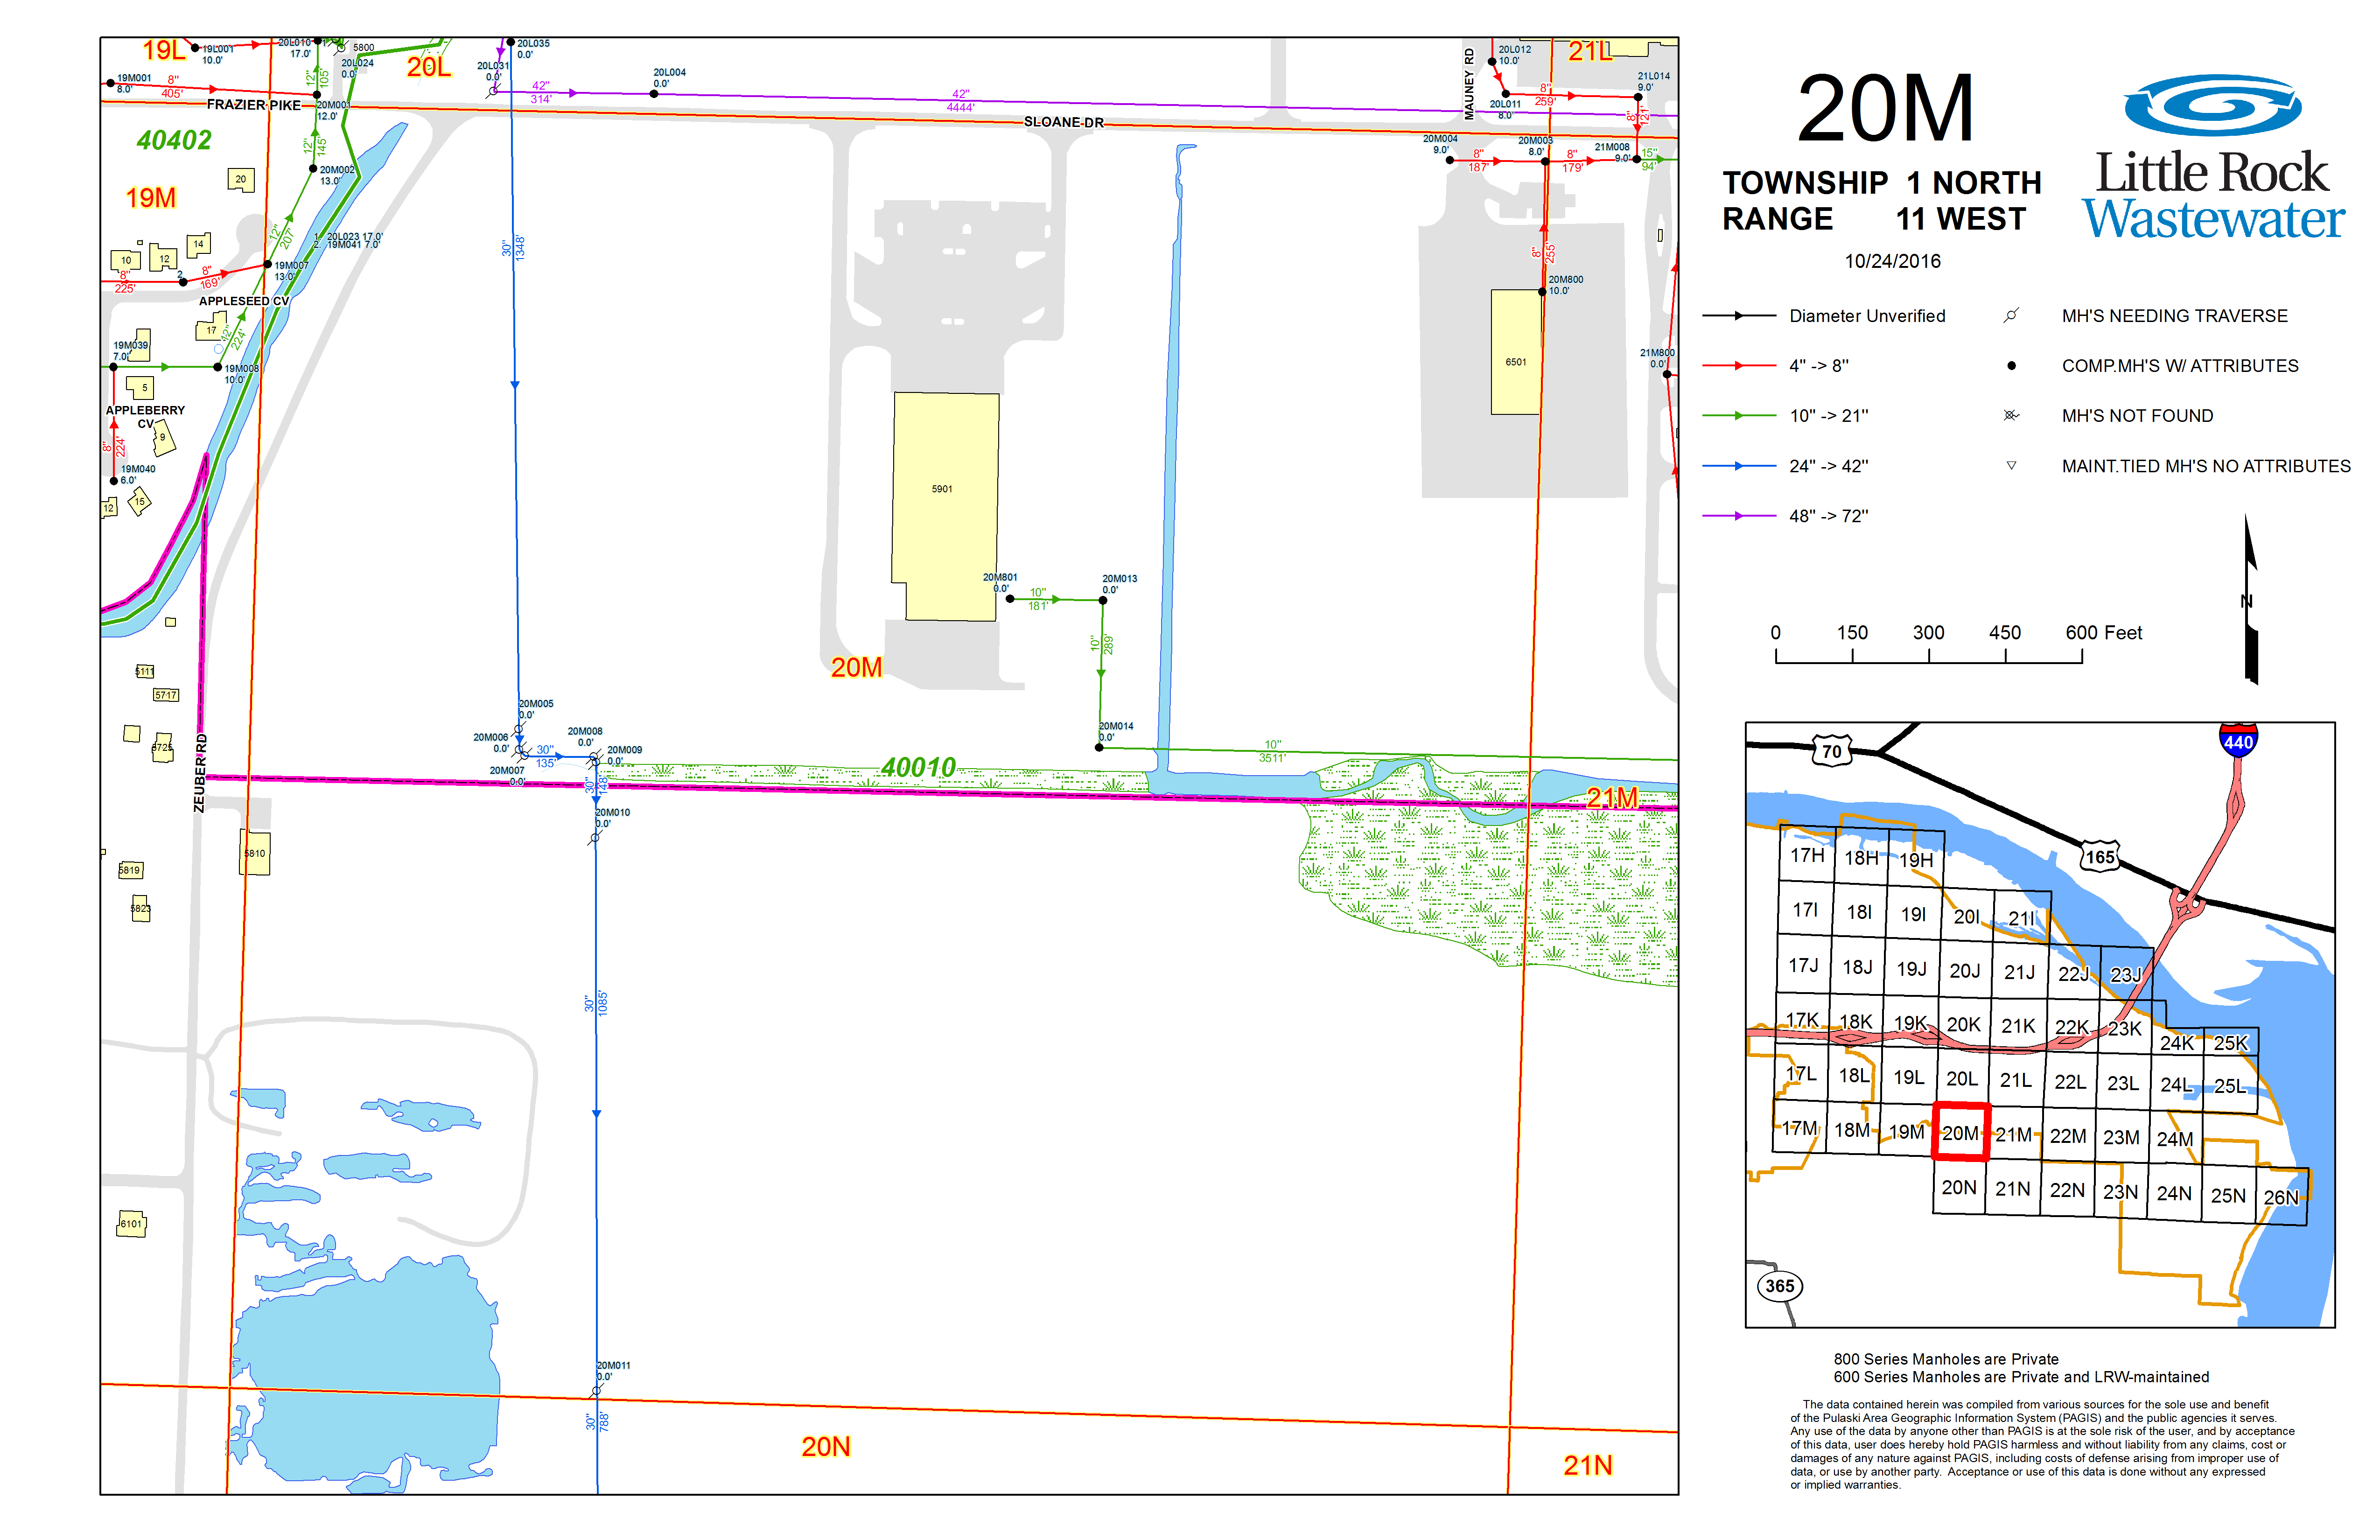 20M
TOWNSHIP 1 NORTH
RANGE 11 WEST
10/24/2016
Little Rock
Wastewater
Diameter Unverified
4" -> 8"
10" -> 21"
24" -> 42"
48" -> 72"
MH'S NEEDING TRAVERSE
COMP.MH'S W/ ATTRIBUTES
MH'S NOT FOUND
MAINT.TIED MH'S NO ATTRIBUTES
N
0 150 300 450 600 Feet
19L
19L001
10.0'
20L010
17.0'
5800
20L024
0.0'
20L
20L031
0.0'
20L035
0.0'
42"
314'
20L004
0.0'
42"
4444'
MAUNEY RD
20L012
10.0'
21L
21L014
9.0'
8"
259'
20L011
8.0'
8"
121'
19M001
8.0'
8"
405'
FRAZIER PIKE
12"
105'
20M001
12.0'
SLOANE DR
40402
12"
145'
20M002
13.0'
20M004
9.0'
8"
187'
20M003
8.0'
8"
179'
21M008
9.0'
15"
94'
19M
20
14
10
12
2
8"
225'
8"
169'
12"
207'
1. 20L023 17.0'
2. 19M041 7.0'
19M007
13.0'
APPLESEED CV
17
12"
224'
30"
1348'
8"
255'
20M800
10.0'
6501
21M800
0.0'
19M039
7.0'
19M008
10.0'
5
APPLEBERRY
CV
9
8"
224'
19M040
6.0'
12
15
5901
20M801
0.0'
10"
181'
20M013
0.0'
10"
289'
20M
5111
5717
5725
ZEUBER RD
20M005
0.0'
20M006
0.0'
20M008
0.0'
20M009
0.0'
30"
135'
20M007
0.0'
30"
148'
20M014
0.0'
10"
3511'
40010
21M
20M010
0.0'
5810
5819
5823
30"
1085'
6101
20M011
0.0'
30"
788'
20N
21N
70
440
165
365
17H 18H 19H
17I 18I 19I 20I 21I
17J 18J 19J 20J 21J 22J 23J
17K 18K 19K 20K 21K 22K 23K 24K 25K
17L 18L 19L 20L 21L 22L 23L 24L 25L
17M 18M 19M 20M 21M 22M 23M 24M
20N 21N 22N 23N 24N 25N 26N
800 Series Manholes are Private
600 Series Manholes are Private and LRW-maintained
The data contained herein was compiled from various sources for the sole use and benefit
of the Pulaski Area Geographic Information System (PAGIS) and the public agencies it serves.
Any use of the data by anyone other than PAGIS is at the sole risk of the user, and by acceptance
of this data, user does hereby hold PAGIS harmless and without liability from any claims, cost or
damages of any nature against PAGIS, including costs of defense arising from improper use of
data, or use by another party. Acceptance or use of this data is done without any expressed
or implied warranties.